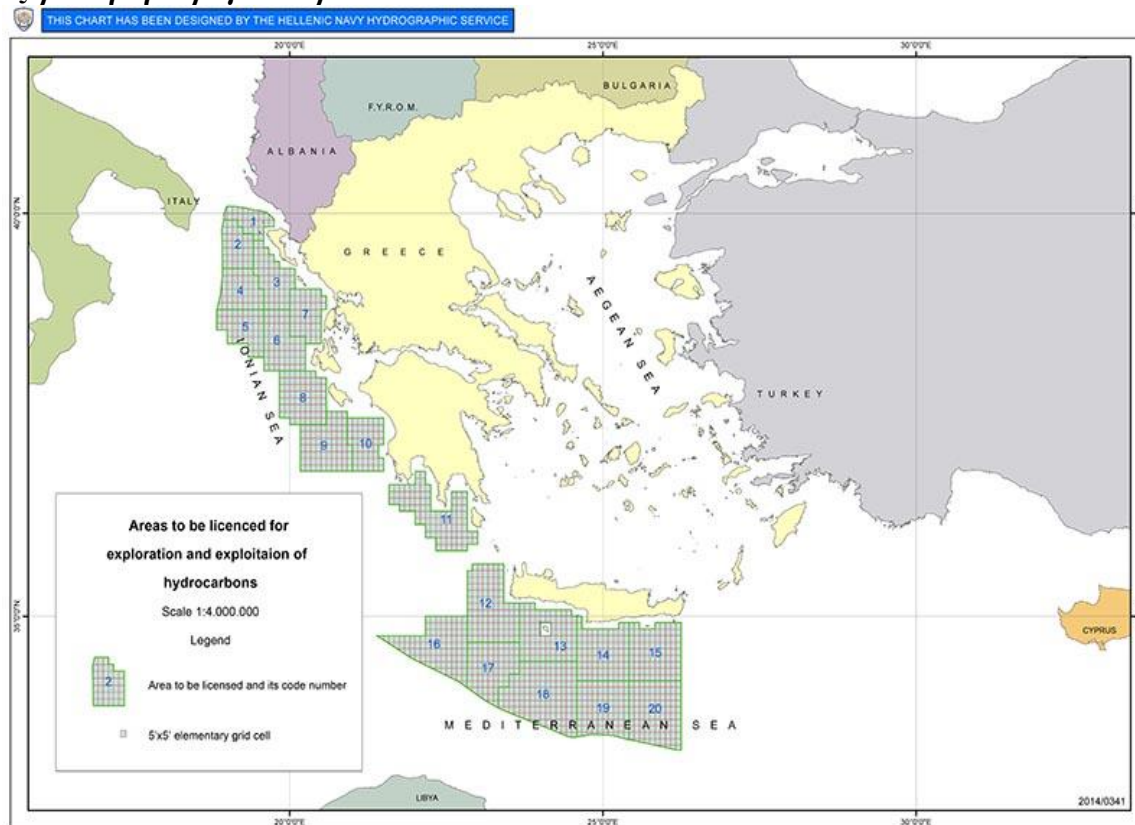 THIS CHART HAS BEEN DESIGNED BY THE HELLENIC NAVY HYDROGRAPHIC SERVICE
20°0'0"E 25°0'0"E 30°0'0"E
BULGARIA
F.Y.R.O.M.
ALBANIA
ITALY
40°0'0"N
1
2
GREECE
3
4
AEGEAN SEA
7
5
6
IONIAN SEA
TURKEY
8
9
10
11
Areas to be licenced for
exploration and exploitaion of
hydrocarbons
Scale 1:4.000.000
Legend
2
Area to be licensed and its code number
5'x5' elementary grid cell
12
35°0'0"N
16
13
14
15
17
18
19
20
CYPRUS
MEDITERRANEAN SEA
LIBYA
2014/0341
20°0'0"E 25°0'0"E 30°0'0"E